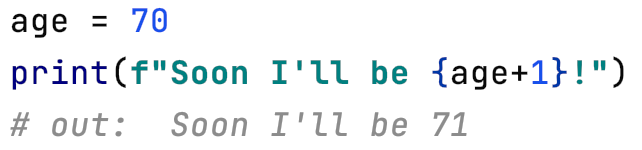 age = 70
print(f"Soon I'll be {age+1}!")
# out:  Soon I'll be 71